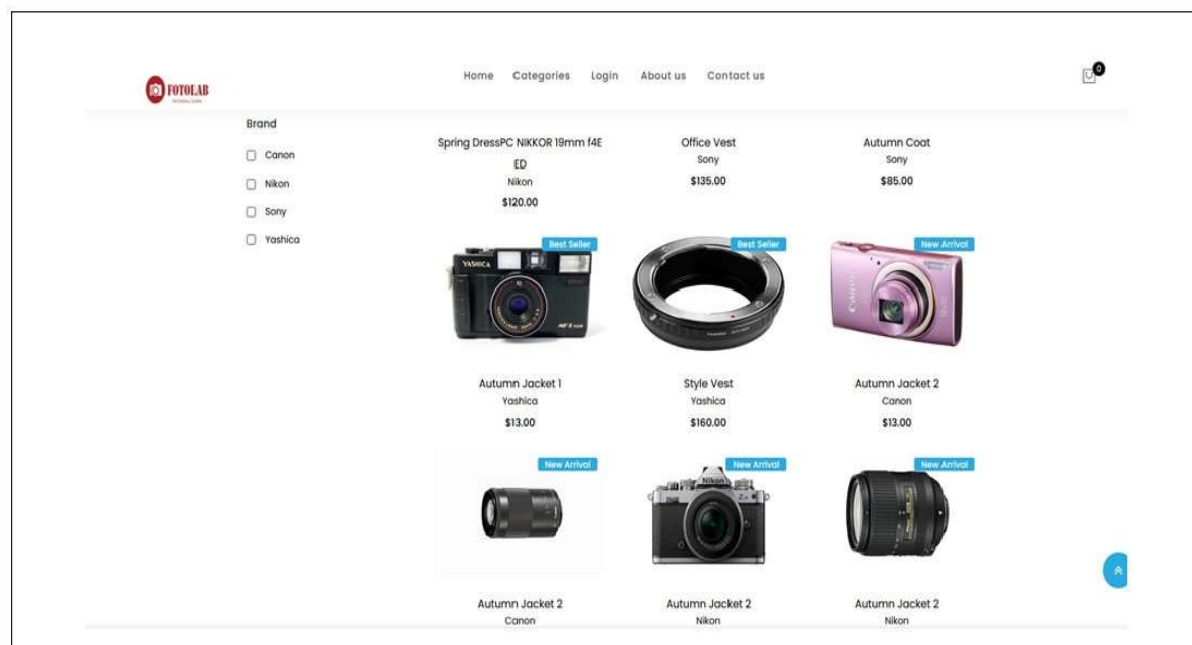 FOTOLAB
Home Categories Login About us Contact us
0
Brand
Canon
Nikon
Sony
Yashica
Spring DressPC NIKKOR 19mm f4E
ED
Nikon
$120.00
Office Vest
Sony
$135.00
Autumn Coat
Sony
$85.00
Best Seller
YASHICA
Autumn Jacket 1
Yashica
$13.00
Best Seller
Style Vest
Yashica
$160.00
New Arrival
Canon
Autumn Jacket 2
Canon
$13.00
New Arrival
Autumn Jacket 2
Canon
New Arrival
Nikon
Autumn Jacket 2
Nikon
New Arrival
Autumn Jacket 2
Nikon